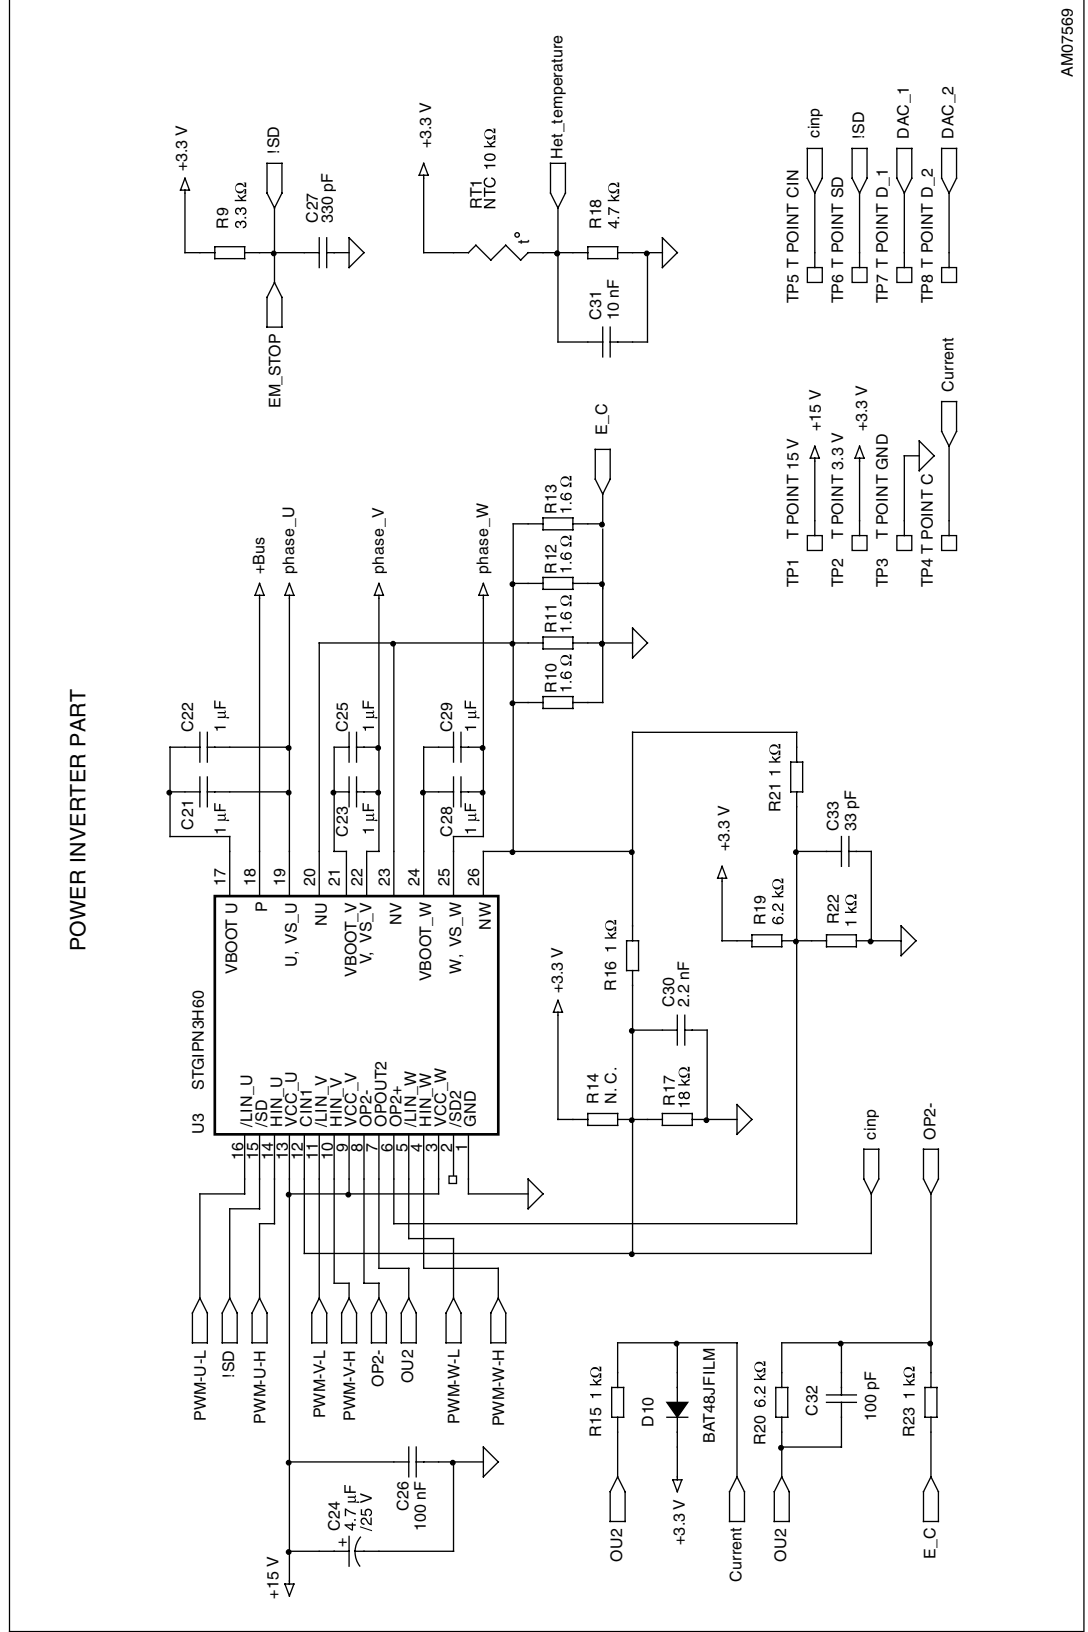 POWER INVERTER PART
+3.3 V
R9
3.3 kΩ
!SD
EM_STOP
C27
330 pF
+3.3 V
RT1
NTC 10 kΩ
t°
Het_temperature
C31
10 nF
R18
4.7 kΩ
C21
1 µF
C22
1 µF
+Bus
phase_U
C23
1 µF
C25
1 µF
phase_V
C28
1 µF
C29
1 µF
phase_W
U3 STGIPN3H60
17 VBOOT U
18 P
19 U, VS_U
20 NU
21 VBOOT_V
22 V, VS_V
23 NV
24 VBOOT_W
25 W, VS_W
26 NW
16 /LIN_U
15 /SD
14 HIN_U
13 VCC_U
12 CIN1
11 /LIN_V
10 HIN_V
9 VCC_V
8 OP2-
7 OPOUT2
6 OP2+
5 /LIN_W
4 HIN_W
3 VCC_W
2 /SD2
1 GND
PWM-U-L
!SD
PWM-U-H
PWM-V-L
PWM-V-H
OP2-
OU2
PWM-W-L
PWM-W-H
+15 V
C24
+ 4.7 µF
/25 V
C26
100 nF
R10
1.6 Ω
R11
1.6 Ω
R12
1.6 Ω
R13
1.6 Ω
E_C
+3.3 V
R14
N. C.
R16 1 kΩ
R17
18 kΩ
C30
2.2 nF
+3.3 V
R19
6.2 kΩ
R21 1 kΩ
R22
1 kΩ
C33
33 pF
cinp
OP2-
OU2
R15 1 kΩ
+3.3 V
D10
BAT48JFILM
Current
OU2
R20 6.2 kΩ
C32
100 pF
E_C
R23 1 kΩ
TP1 T POINT 15 V
+15 V
TP2 T POINT 3.3 V
+3.3 V
TP3 T POINT GND
TP4 T POINT C
Current
TP5 T POINT CIN
cinp
TP6 T POINT SD
!SD
TP7 T POINT D_1
DAC_1
TP8 T POINT D_2
DAC_2
AM07569